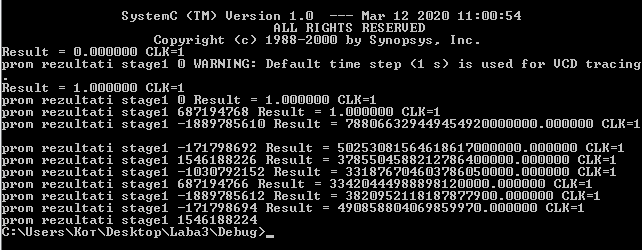 SystemC (TM) Version 1.0 --- Mar 12 2020 11:00:54
ALL RIGHTS RESERVED
Copyright (c) 1988-2000 by Synopsys, Inc.
Result = 0.000000 CLK=1
prom rezultati stage1 0 WARNING: Default time step (1 s) is used for VCD tracing
.
Result = 1.000000 CLK=1
prom rezultati stage1 0 Result = 1.000000 CLK=1
prom rezultati stage1 687194768 Result = 1.000000 CLK=1
prom rezultati stage1 -1889785610 Result = 788066329449454920000000.000000 CLK=1
prom rezultati stage1 -171798692 Result = 502530815646186170000000.000000 CLK=1
prom rezultati stage1 1546188226 Result = 37855045882127864000000.000000 CLK=1
prom rezultati stage1 -1030792152 Result = 3318767046037860500000.000000 CLK=1
prom rezultati stage1 687194766 Result = 33420444988898120000.000000 CLK=1
prom rezultati stage1 -1889785612 Result = 3820952118187877900.000000 CLK=1
prom rezultati stage1 -171798694 Result = 490858804069859970.000000 CLK=1
prom rezultati stage1 1546188224
C:\Users\Кот\Desktop\Laba3\Debug>_